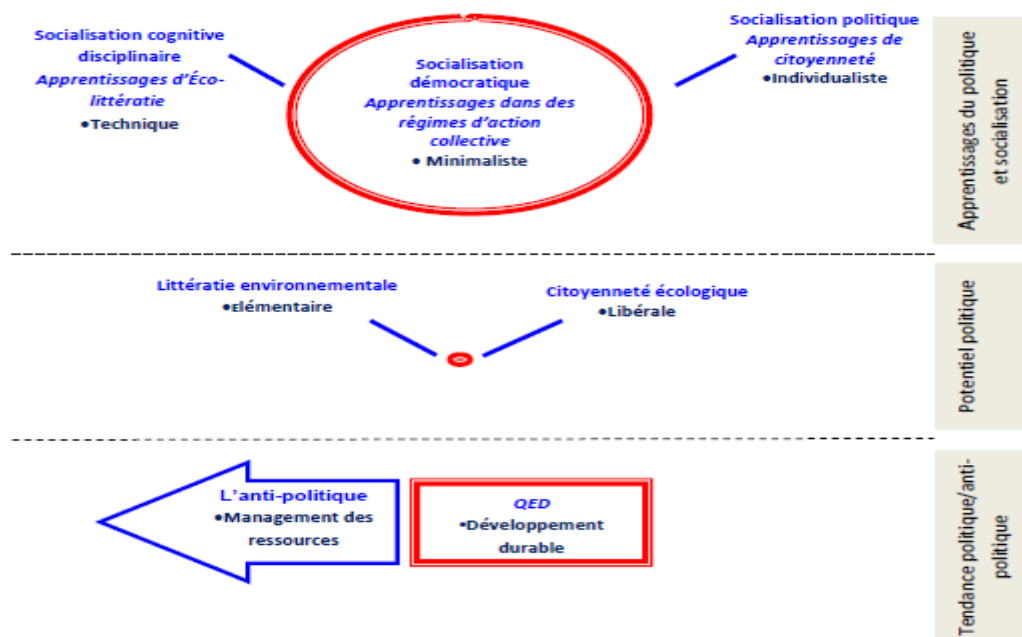 Socialisation cognitive
disciplinaire
Apprentissages d'Éco-
littératie
•Technique
Socialisation
démocratique
Apprentissages dans des
régimes d'action
collective
• Minimaliste
Socialisation politique
Apprentissages de
citoyenneté
•Individualiste
Apprentissages du politique
et socialisation
Littératie environnementale
•Elémentaire
Citoyenneté écologique
•Libérale
Potentiel politique
L'anti-politique
•Management des
ressources
QED
•Développement
durable
Tendance politique/anti-
politique